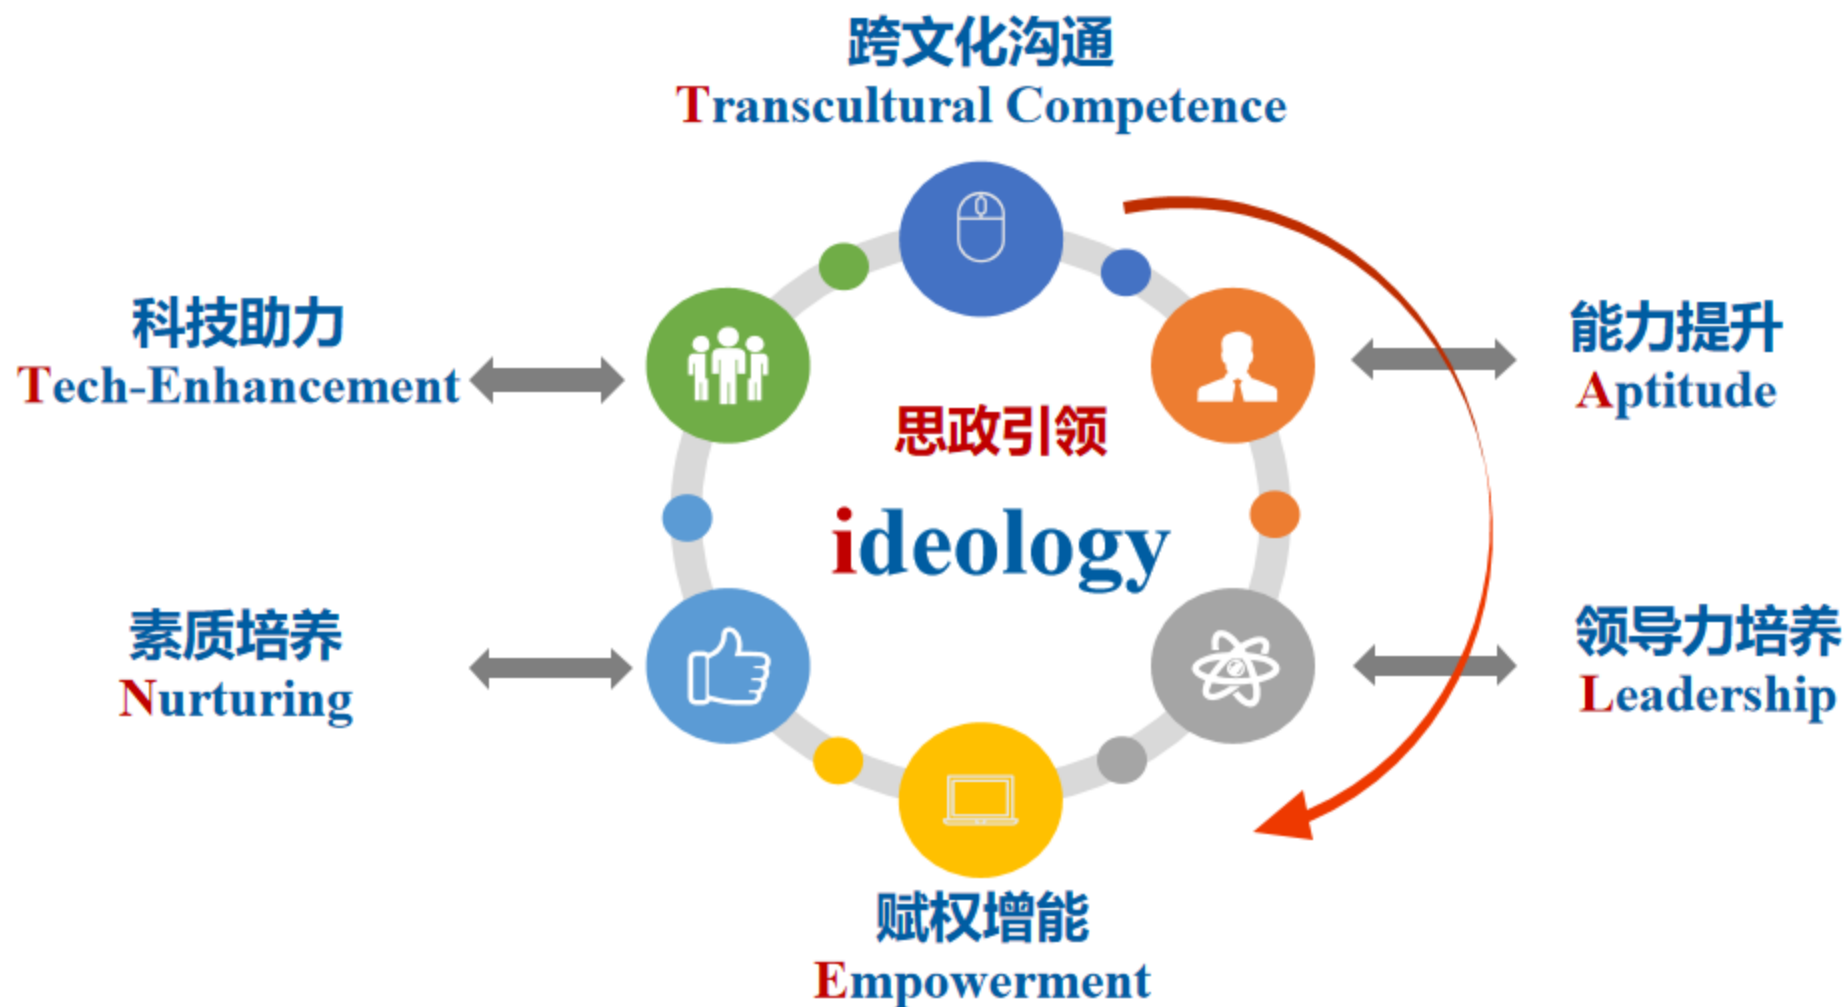 跨文化沟通
Transcultural Competence
科技助力
Tech-Enhancement
能力提升
Aptitude
思政引领
ideology
素质培养
Nurturing
领导力培养
Leadership
赋权增能
Empowerment